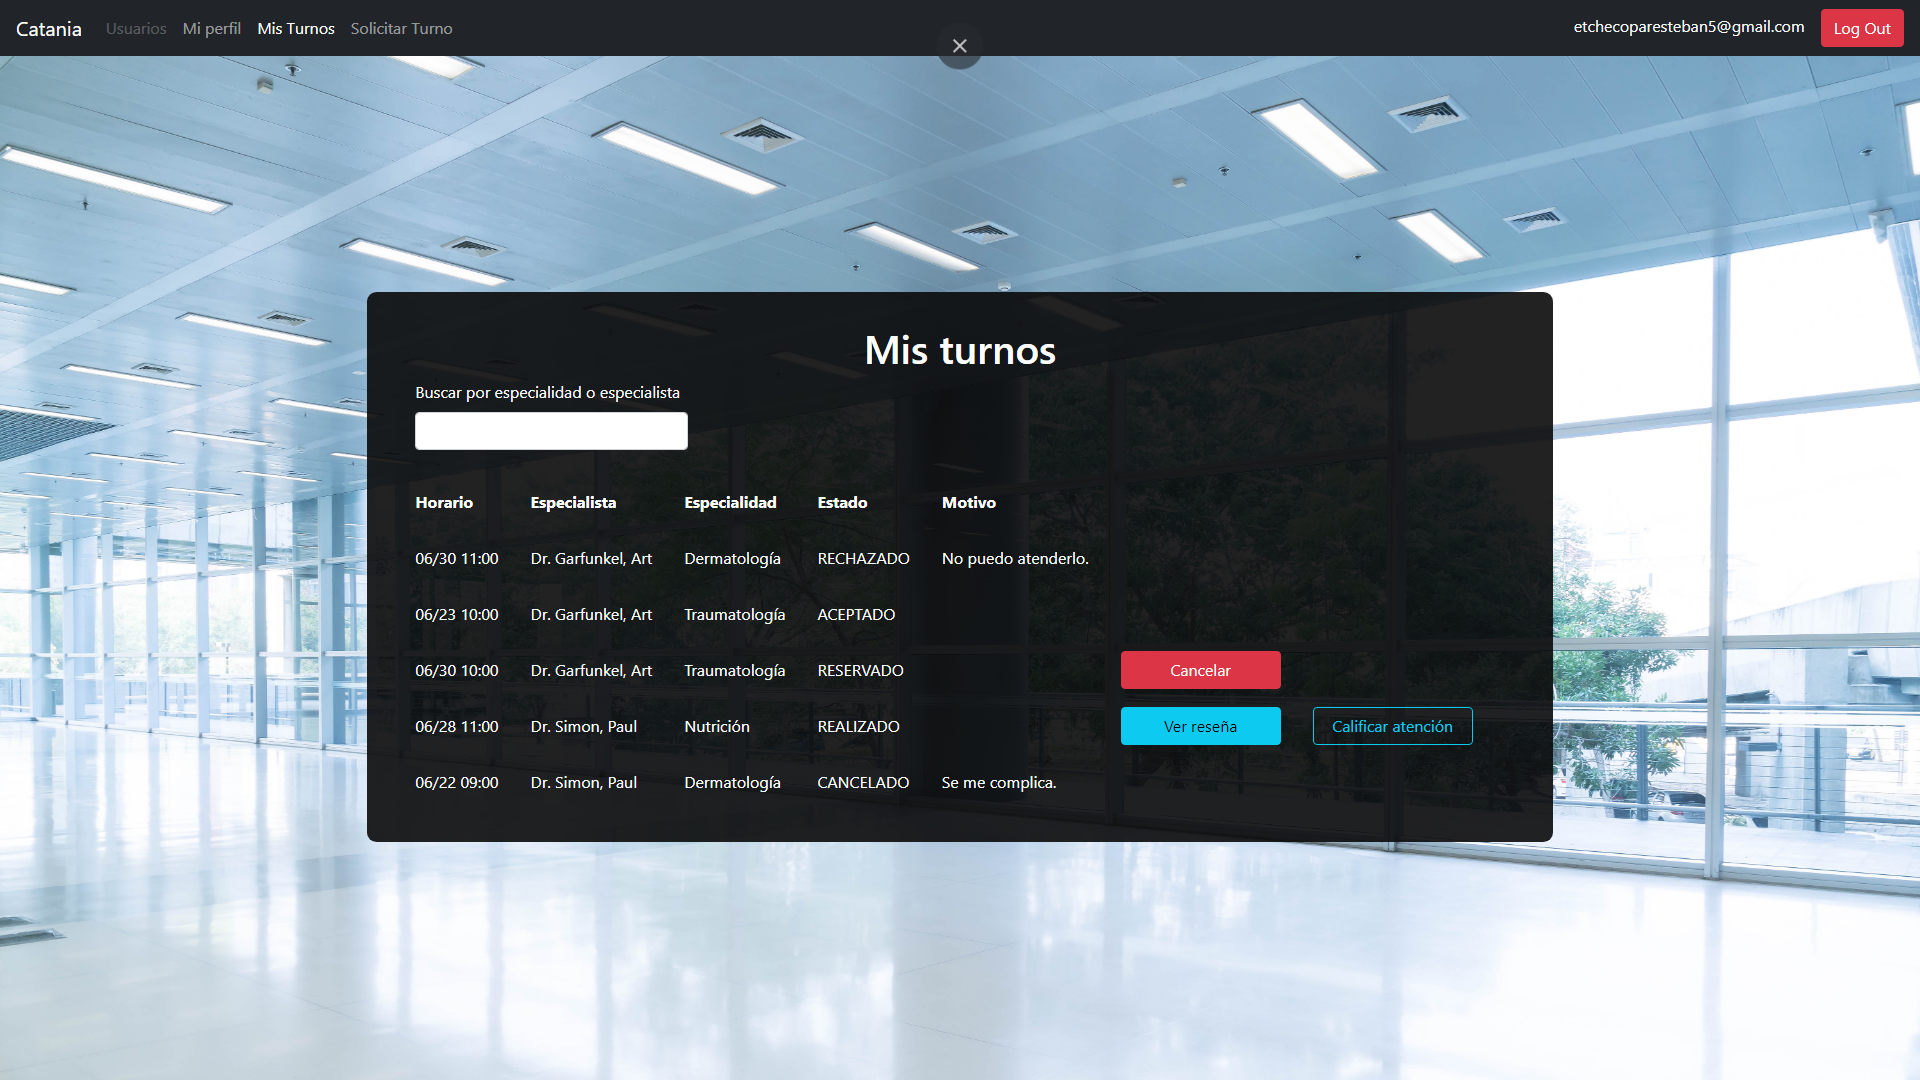 Catania Usuarios Mi perfil Mis Turnos Solicitar Turno etchecoparesteban5@gmail.com Log Out
Mis turnos
Buscar por especialidad o especialista
Horario Especialista Especialidad Estado Motivo
06/30 11:00 Dr. Garfunkel, Art Dermatología RECHAZADO No puedo atenderlo.
06/23 10:00 Dr. Garfunkel, Art Traumatología ACEPTADO
06/30 10:00 Dr. Garfunkel, Art Traumatología RESERVADO Cancelar
06/28 11:00 Dr. Simon, Paul Nutrición REALIZADO Ver reseña Calificar atención
06/22 09:00 Dr. Simon, Paul Dermatología CANCELADO Se me complica.